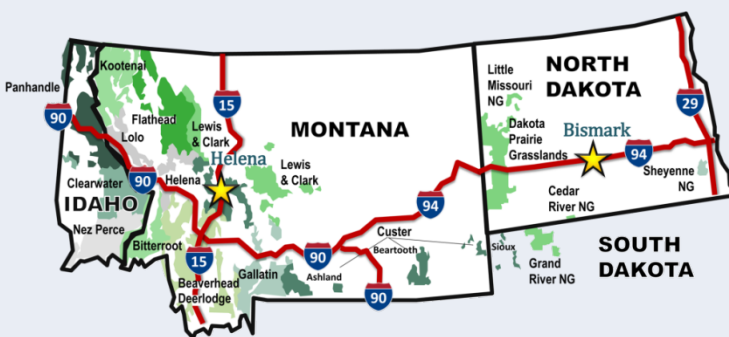 Kootenai
Panhandle
90
Flathead
Lolo
15
Lewis
& Clark
Helena
MONTANA
Lewis
& Clark
Helena
Clearwater
90
IDAHO
Nez Perce
Bitterroot
15
Beaverhead
Deerlodge
Gallatin
90
Ashland
Custer
Beartooth
94
90
Sioux
Little
Missouri
NG
NORTH
DAKOTA
29
Dakota
Prairie
Grasslands
Bismark
94
Sheyenne
NG
Cedar
River NG
SOUTH
DAKOTA
Grand
River NG